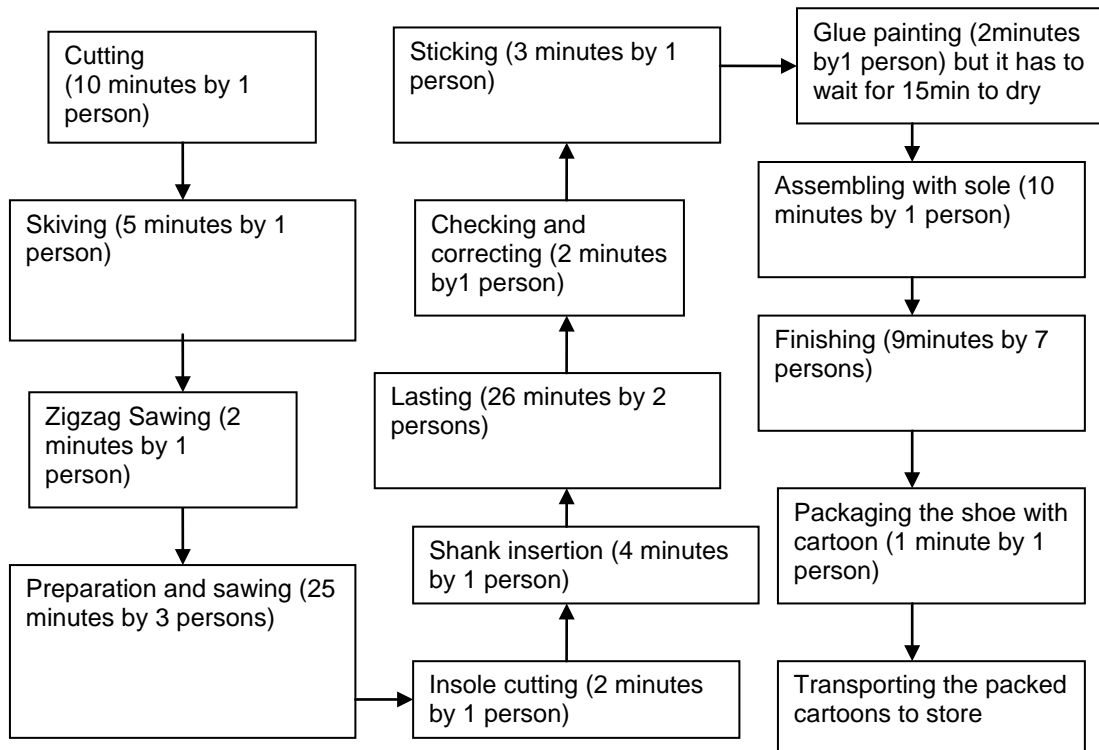 Cutting
(10 minutes by 1
person)
Skiving (5 minutes by 1
person)
Zigzag Sawing (2
minutes by 1
person)
Preparation and sawing (25
minutes by 3 persons)
Insole cutting (2 minutes
by 1 person)
Shank insertion (4 minutes
by 1 person)
Lasting (26 minutes by 2
persons)
Checking and
correcting (2 minutes
by1 person)
Sticking (3 minutes by 1
person)
Glue painting (2minutes
by1 person) but it has to
wait for 15min to dry
Assembling with sole (10
minutes by 1 person)
Finishing (9minutes by 7
persons)
Packaging the shoe with
cartoon (1 minute by 1
person)
Transporting the packed
cartoons to store